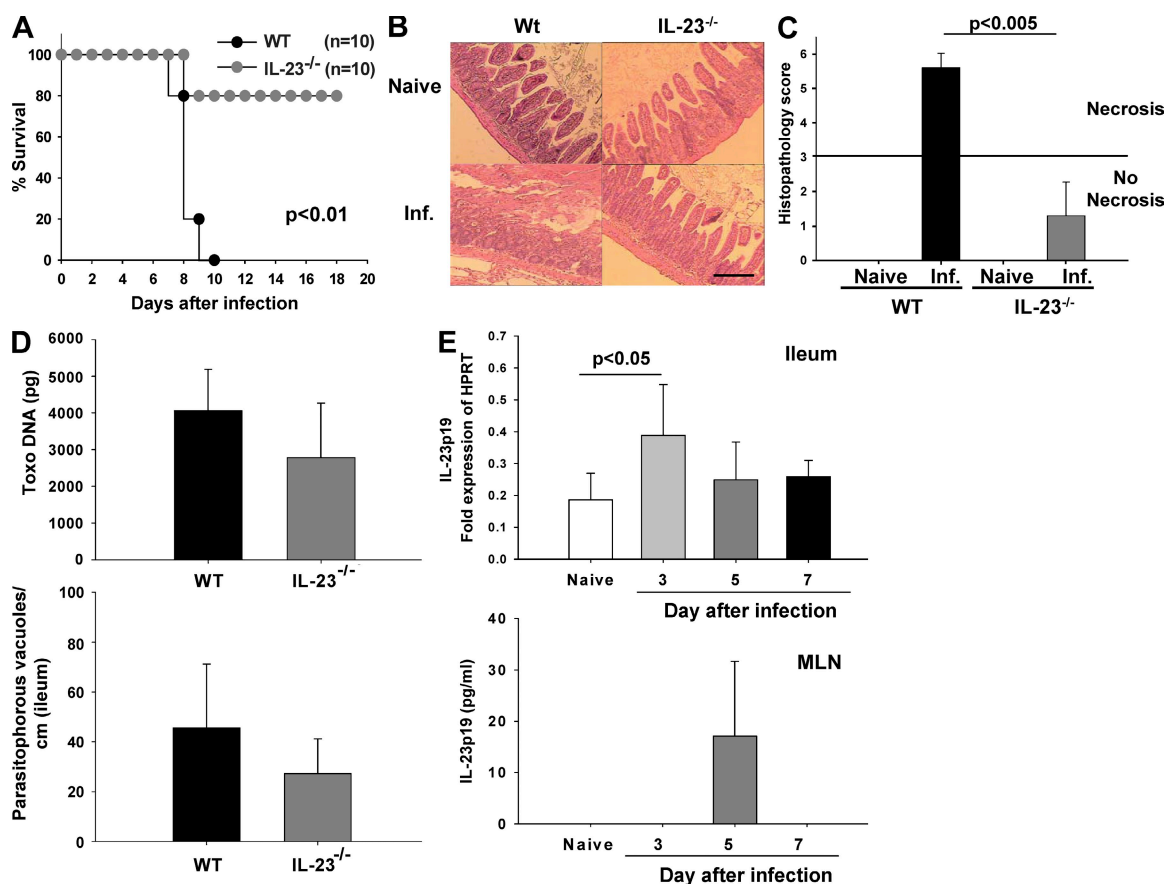 A
WT (n=10)
IL-23-/- (n=10)
% Survival
100
80
60
40
20
0
0 2 4 6 8 10 12 14 16 18 20
p<0.01
Days after infection
B
Wt IL-23-/-
Naive
Inf.
C
p<0.005
Histopathology score
6
5
4
3
2
1
0
Necrosis
No
Necrosis
Naive Inf. Naive Inf.
WT IL-23-/-
D
Toxo DNA (pg)
6000
5000
4000
3000
2000
1000
0
WT IL-23-/-
Parasitophorous vacuoles/
cm (ileum)
100
80
60
40
20
0
WT IL-23-/-
E
p<0.05
Ileum
IL-23p19
Fold expression of HPRT
0.7
0.6
0.5
0.4
0.3
0.2
0.1
0.0
Naive 3 5 7
Day after infection
MLN
IL-23p19 (pg/ml)
40
30
20
10
0
Naive 3 5 7
Day after infection